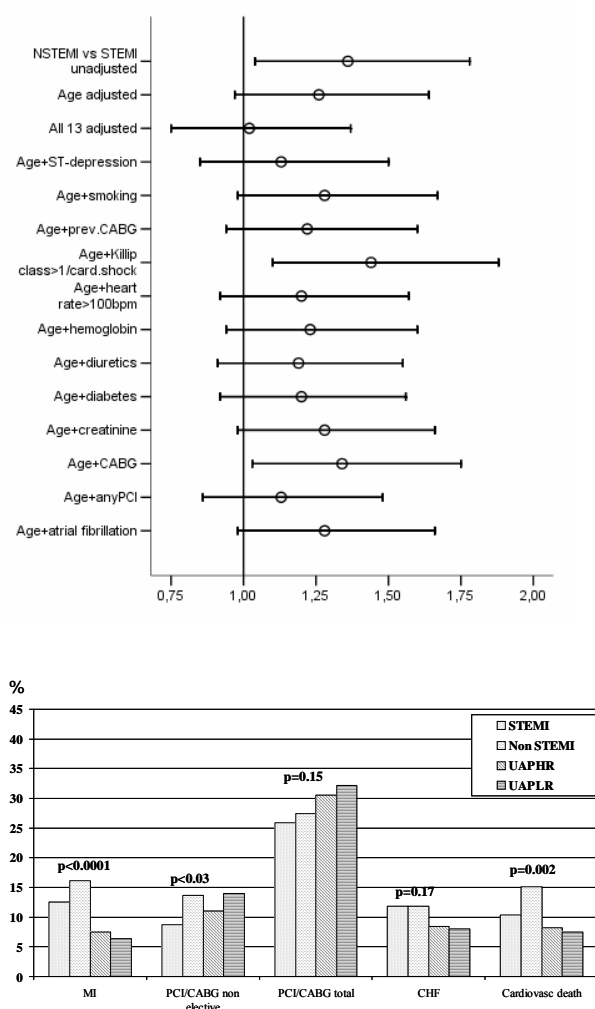 NSTEMI vs STEMI
unadjusted
Age adjusted
All 13 adjusted
Age+ST-depression
Age+smoking
Age+prev.CABG
Age+Killip
class>1/card.shock
Age+heart
rate>100bpm
Age+hemoglobin
Age+diuretics
Age+diabetes
Age+creatinine
Age+CABG
Age+anyPCI
Age+atrial fibrillation
0,75 1,00 1,25 1,50 1,75 2,00
%
45
40
35
30
25
20
15
10
5
0
STEMI
Non STEMI
UAPHR
UAPLR
p<0.0001
p<0.03
p=0.15
p=0.17
p=0.002
MI PCI/CABG non PCI/CABG total CHF Cardiovasc death
elective